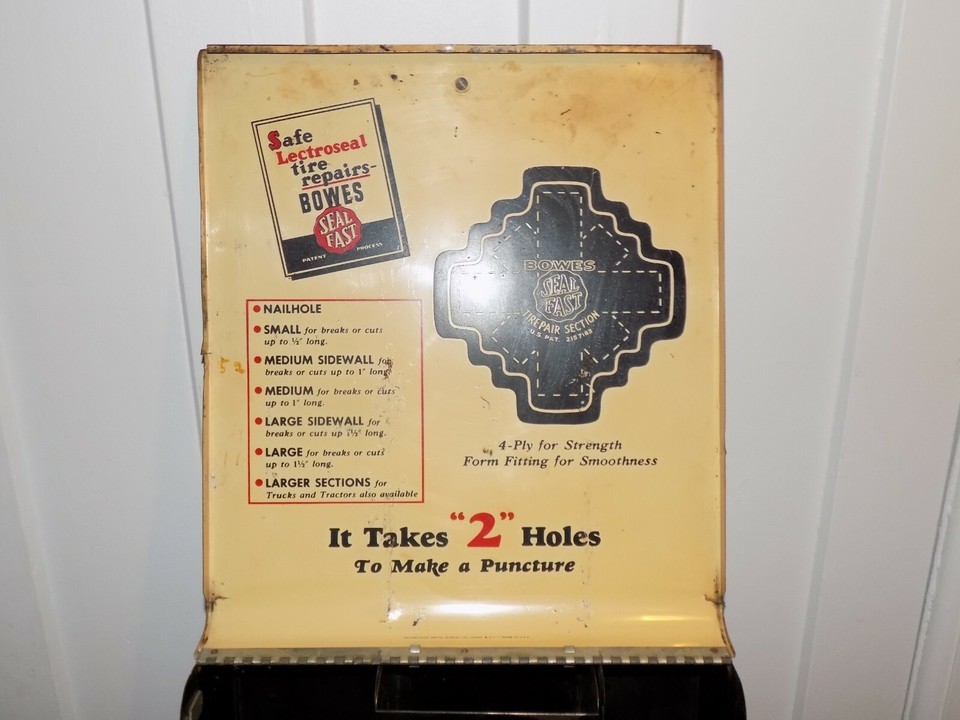 Safe
Lectroseal
tire
repairs-
BOWES
SEAL
FAST
PATENT PROCESS
BOWES
SEAL
FAST
TIREPAIR SECTION
U.S. PAT. 2157183
NAILHOLE
SMALL for breaks or cuts
up to ½" long.
MEDIUM SIDEWALL for
breaks or cuts up to 1" long.
MEDIUM for breaks or cuts
up to 1" long.
LARGE SIDEWALL for
breaks or cuts up 1½" long.
LARGE for breaks or cuts
up to 1½" long.
LARGER SECTIONS for
Trucks and Tractors also available
4-Ply for Strength
Form Fitting for Smoothness
It Takes "2" Holes
To Make a Puncture